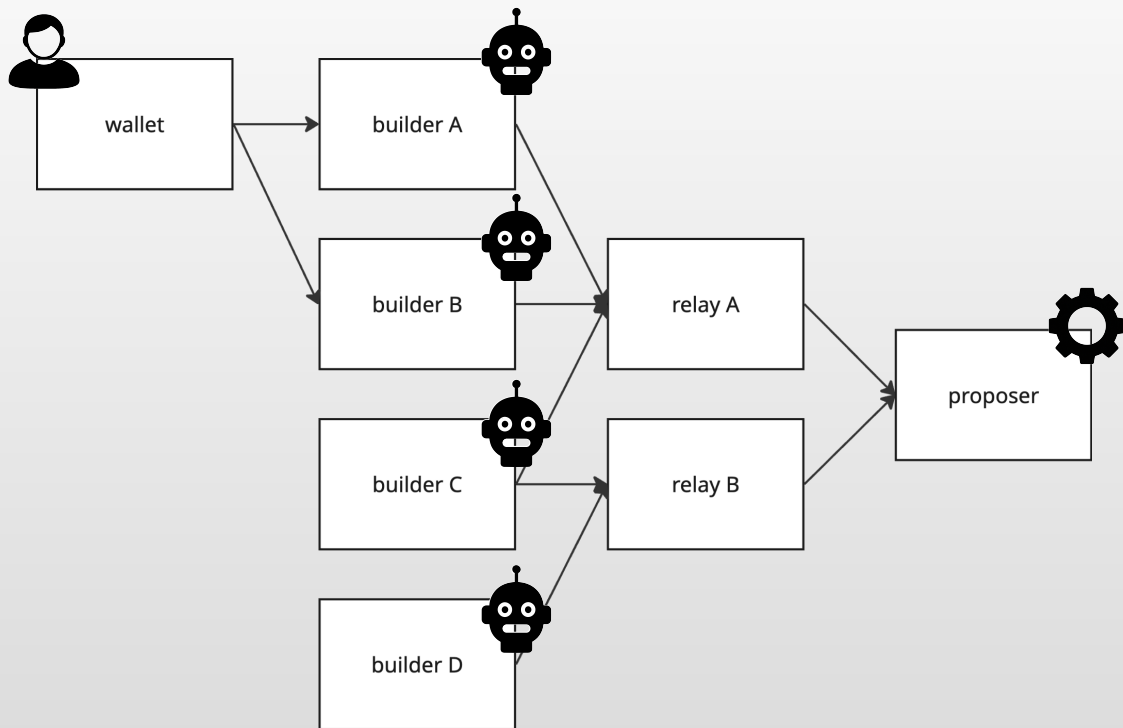 wallet
builder A
builder B
relay A
proposer
builder C
relay B
builder D